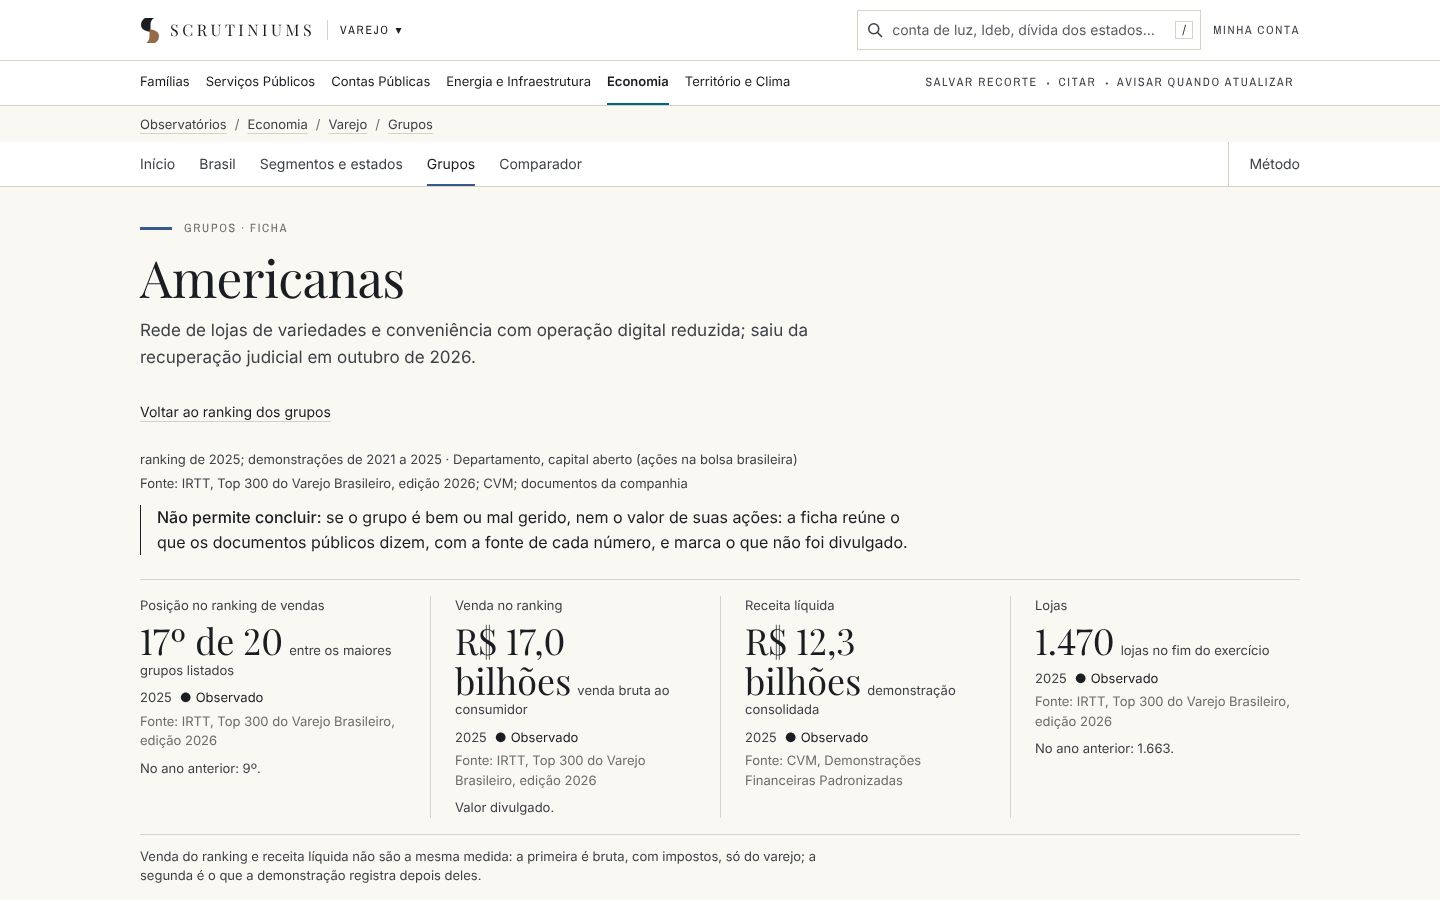 SCRUTINIUMS
VAREJO ▼
conta de luz, Ideb, dívida dos estados...
/
MINHA CONTA
Famílias
Serviços Públicos
Contas Públicas
Energia e Infraestrutura
Economia
Território e Clima
SALVAR RECORTE · CITAR · AVISAR QUANDO ATUALIZAR
Observatórios / Economia / Varejo / Grupos
Início
Brasil
Segmentos e estados
Grupos
Comparador
Método
GRUPOS · FICHA
Americanas
Rede de lojas de variedades e conveniência com operação digital reduzida; saiu da
recuperação judicial em outubro de 2026.
Voltar ao ranking dos grupos
ranking de 2025; demonstrações de 2021 a 2025 · Departamento, capital aberto (ações na bolsa brasileira)
Fonte: IRTT, Top 300 do Varejo Brasileiro, edição 2026; CVM; documentos da companhia
Não permite concluir: se o grupo é bem ou mal gerido, nem o valor de suas ações: a ficha reúne o
que os documentos públicos dizem, com a fonte de cada número, e marca o que não foi divulgado.
Posição no ranking de vendas
17º de 20 entre os maiores
grupos listados
2025 ● Observado
Fonte: IRTT, Top 300 do Varejo Brasileiro,
edição 2026
No ano anterior: 9º.
Venda no ranking
R$ 17,0
bilhões venda bruta ao
consumidor
2025 ● Observado
Fonte: IRTT, Top 300 do Varejo
Brasileiro, edição 2026
Valor divulgado.
Receita líquida
R$ 12,3
bilhões demonstração
consolidada
2025 ● Observado
Fonte: CVM, Demonstrações
Financeiras Padronizadas
Lojas
1.470 lojas no fim do exercício
2025 ● Observado
Fonte: IRTT, Top 300 do Varejo Brasileiro,
edição 2026
No ano anterior: 1.663.
Venda do ranking e receita líquida não são a mesma medida: a primeira é bruta, com impostos, só do varejo; a
segunda é o que a demonstração registra depois deles.